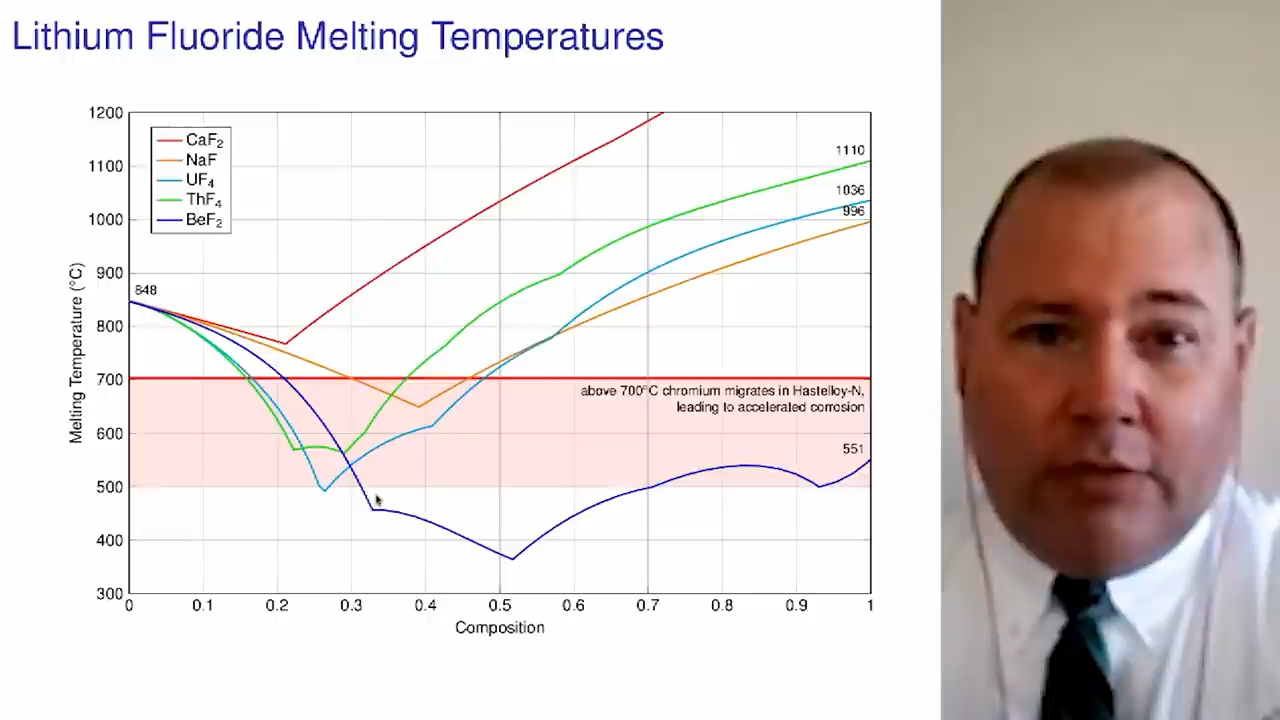 Lithium Fluoride Melting Temperatures
1200
1100
1000
900
800
700
600
500
400
300
Melting Temperature (°C)
CaF₂
NaF
UF₄
ThF₄
BeF₂
848
1110
1036
996
above 700°C chromium migrates in Hastelloy-N,
leading to accelerated corrosion
551
0 0.1 0.2 0.3 0.4 0.5 0.6 0.7 0.8 0.9 1
Composition